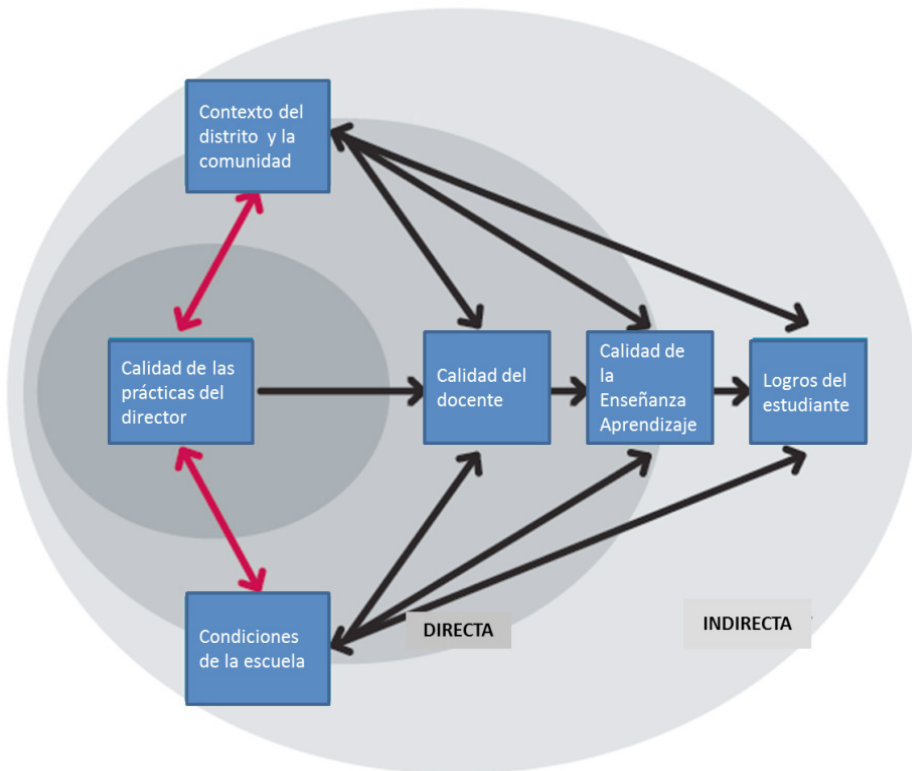 Contexto del
distrito y la
comunidad
Calidad de las
prácticas del
director
Calidad del
docente
Calidad de
la
Enseñanza
Aprendizaje
Logros del
estudiante
Condiciones
de la escuela
DIRECTA
INDIRECTA